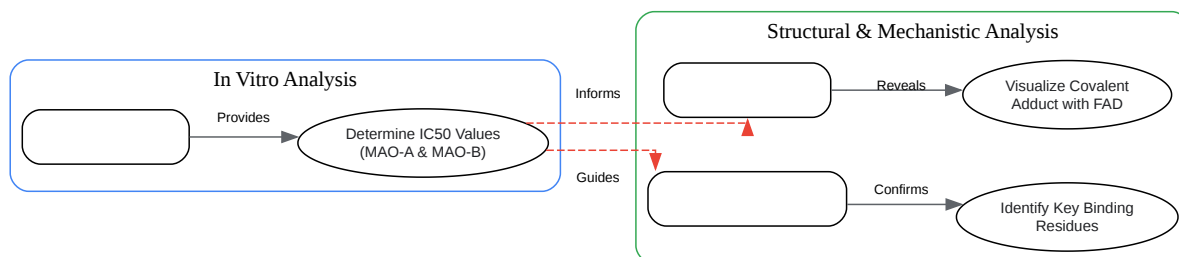 Structural & Mechanistic Analysis
In Vitro Analysis
Informs
Reveals
Visualize Covalent
Adduct with FAD
Provides
Determine IC50 Values
(MAO-A & MAO-B)
Guides
Confirms
Identify Key Binding
Residues